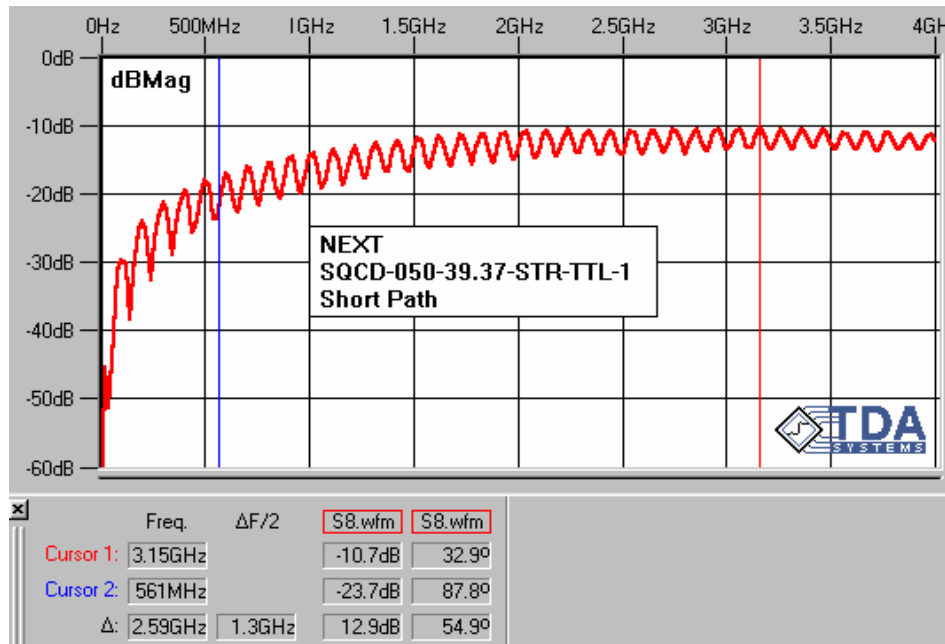 0Hz 500MHz 1GHz 1.5GHz 2GHz 2.5GHz 3GHz 3.5GHz 4GH
0dB
dBMag
-10dB
-20dB
-30dB
-40dB
-50dB
-60dB
NEXT
SQCD-050-39.37-STR-TTL-1
Short Path
TDA
SYSTEMS
Freq. ΔF/2 S8.wfm S8.wfm
Cursor 1: 3.15GHz -10.7dB 32.9º
Cursor 2: 561MHz -23.7dB 87.8º
Δ: 2.59GHz 1.3GHz 12.9dB 54.9º